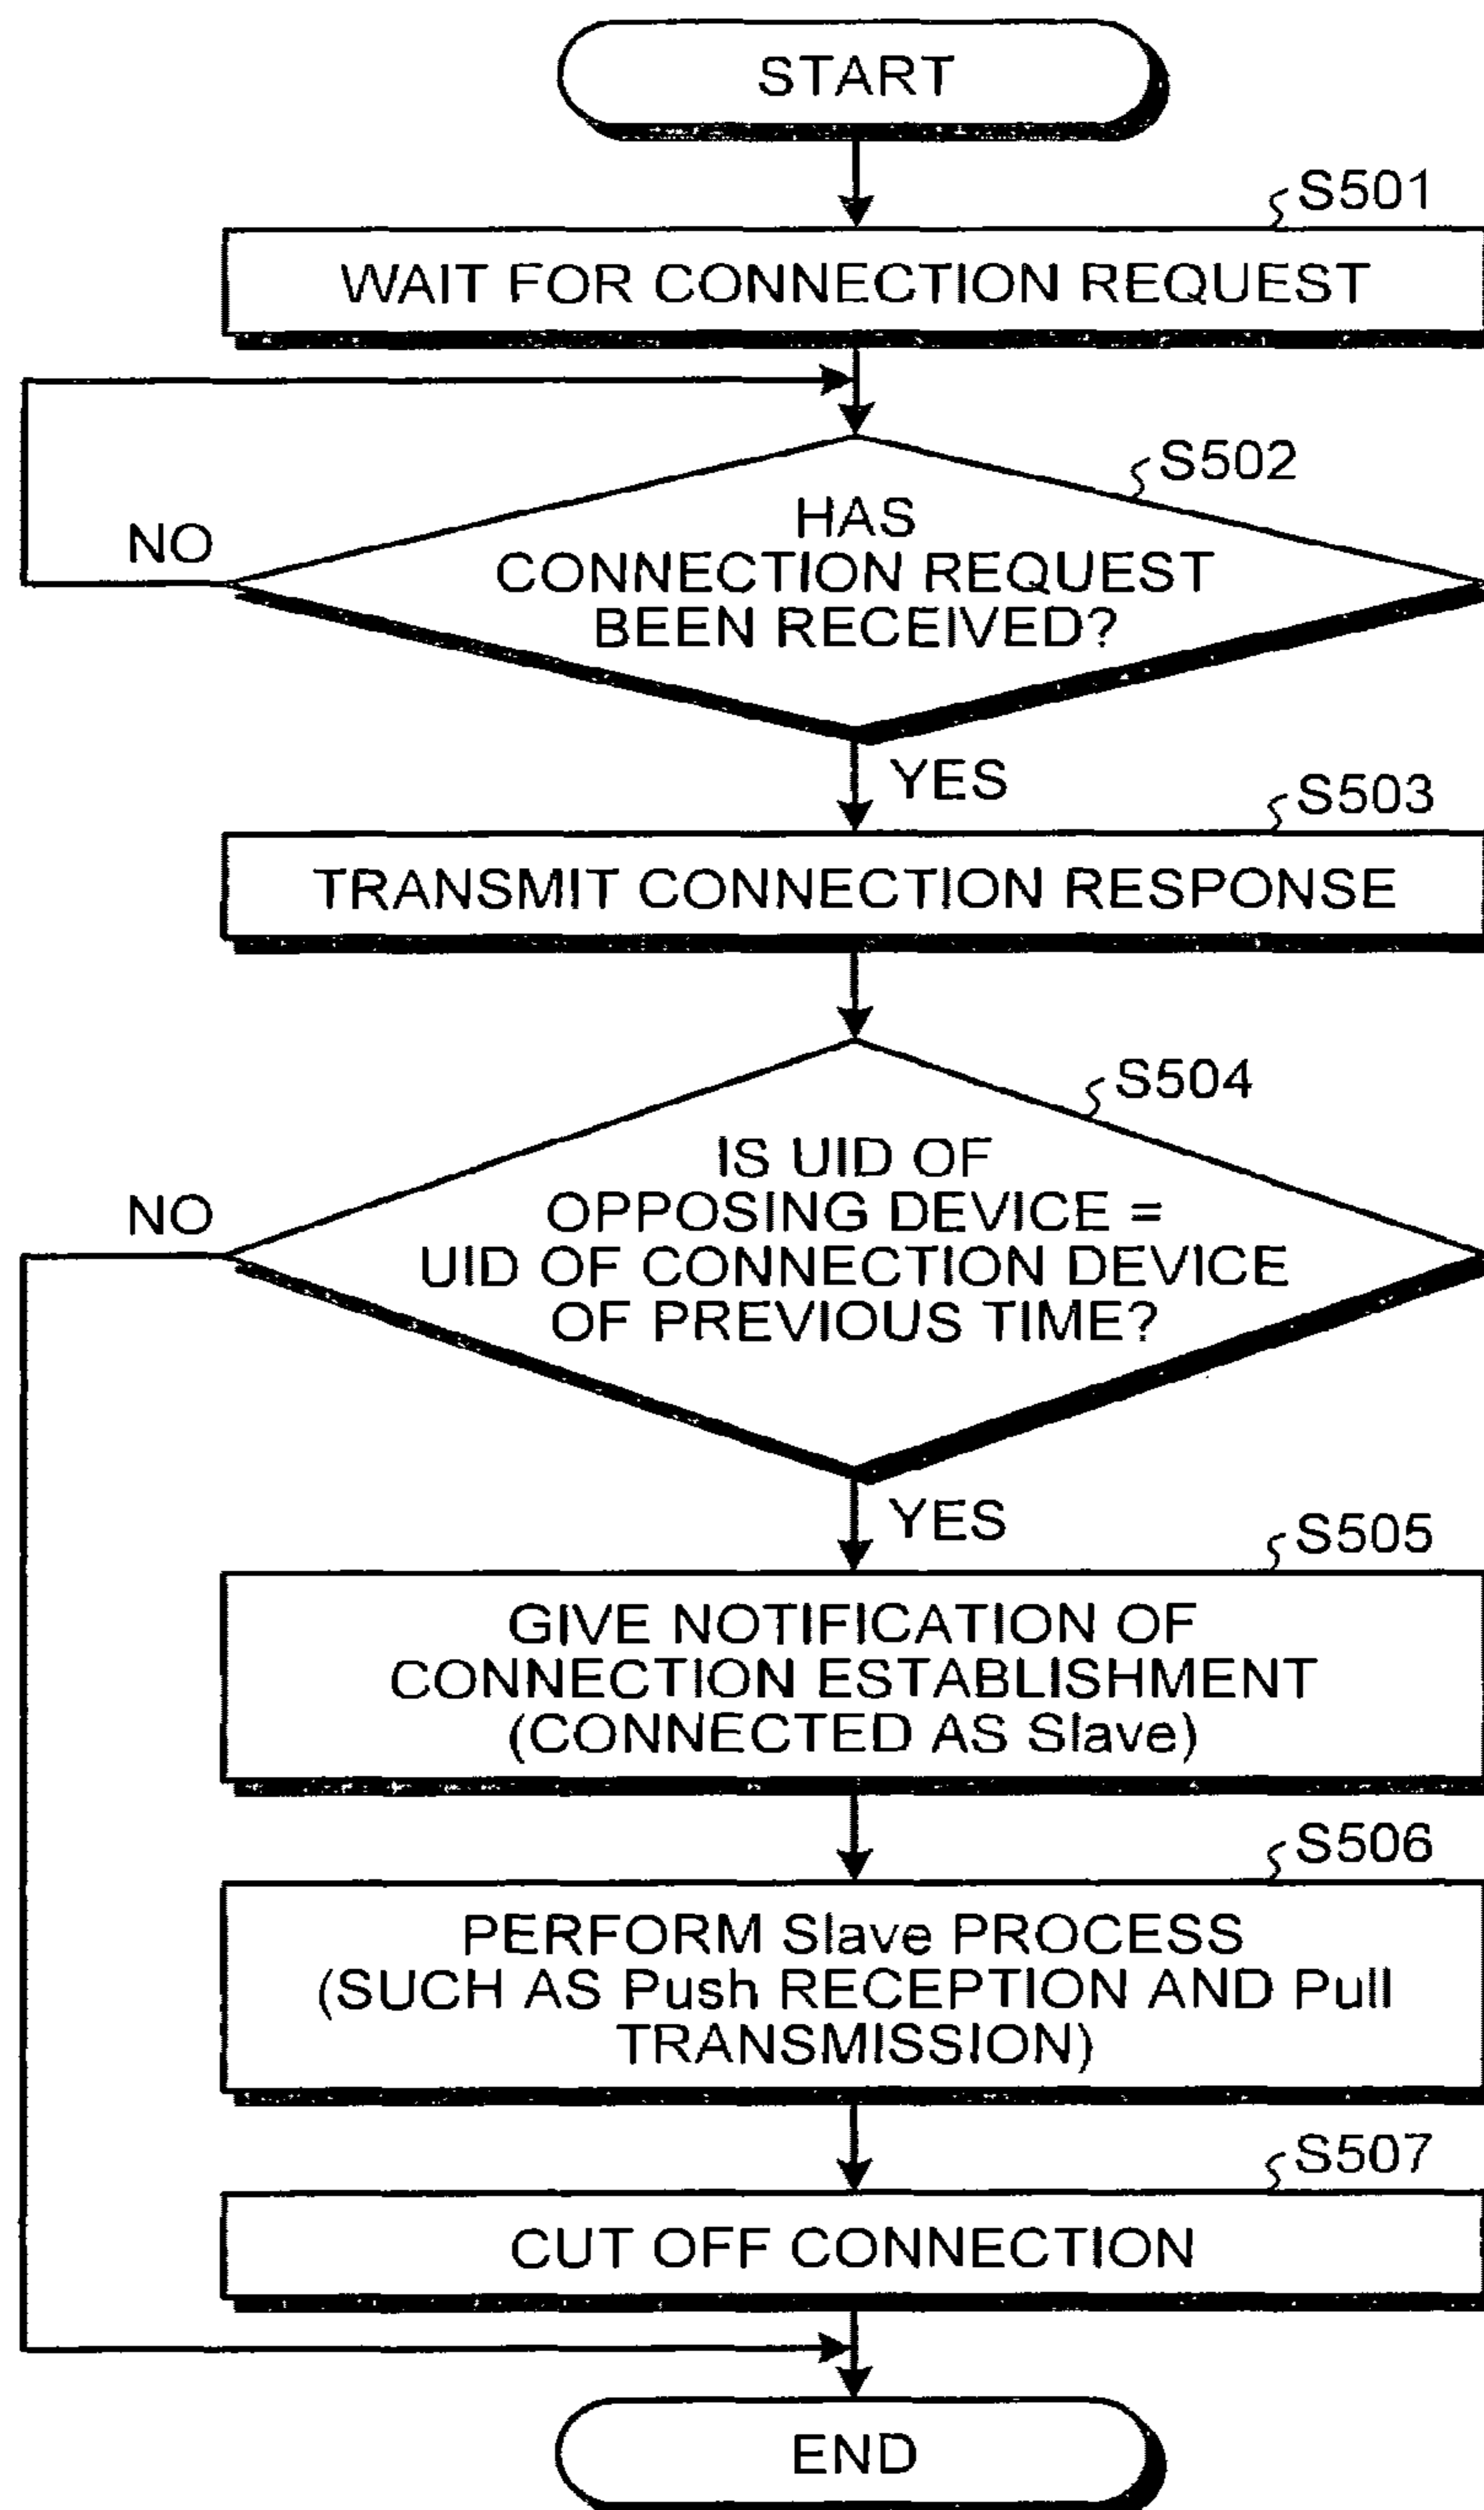 START
S501
WAIT FOR CONNECTION REQUEST
S502
HAS
CONNECTION REQUEST
BEEN RECEIVED?
NO
YES
S503
TRANSMIT CONNECTION RESPONSE
S504
IS UID OF
OPPOSING DEVICE =
UID OF CONNECTION DEVICE
OF PREVIOUS TIME?
NO
YES
S505
GIVE NOTIFICATION OF
CONNECTION ESTABLISHMENT
(CONNECTED AS Slave)
S506
PERFORM Slave PROCESS
(SUCH AS Push RECEPTION AND Pull
TRANSMISSION)
S507
CUT OFF CONNECTION
END